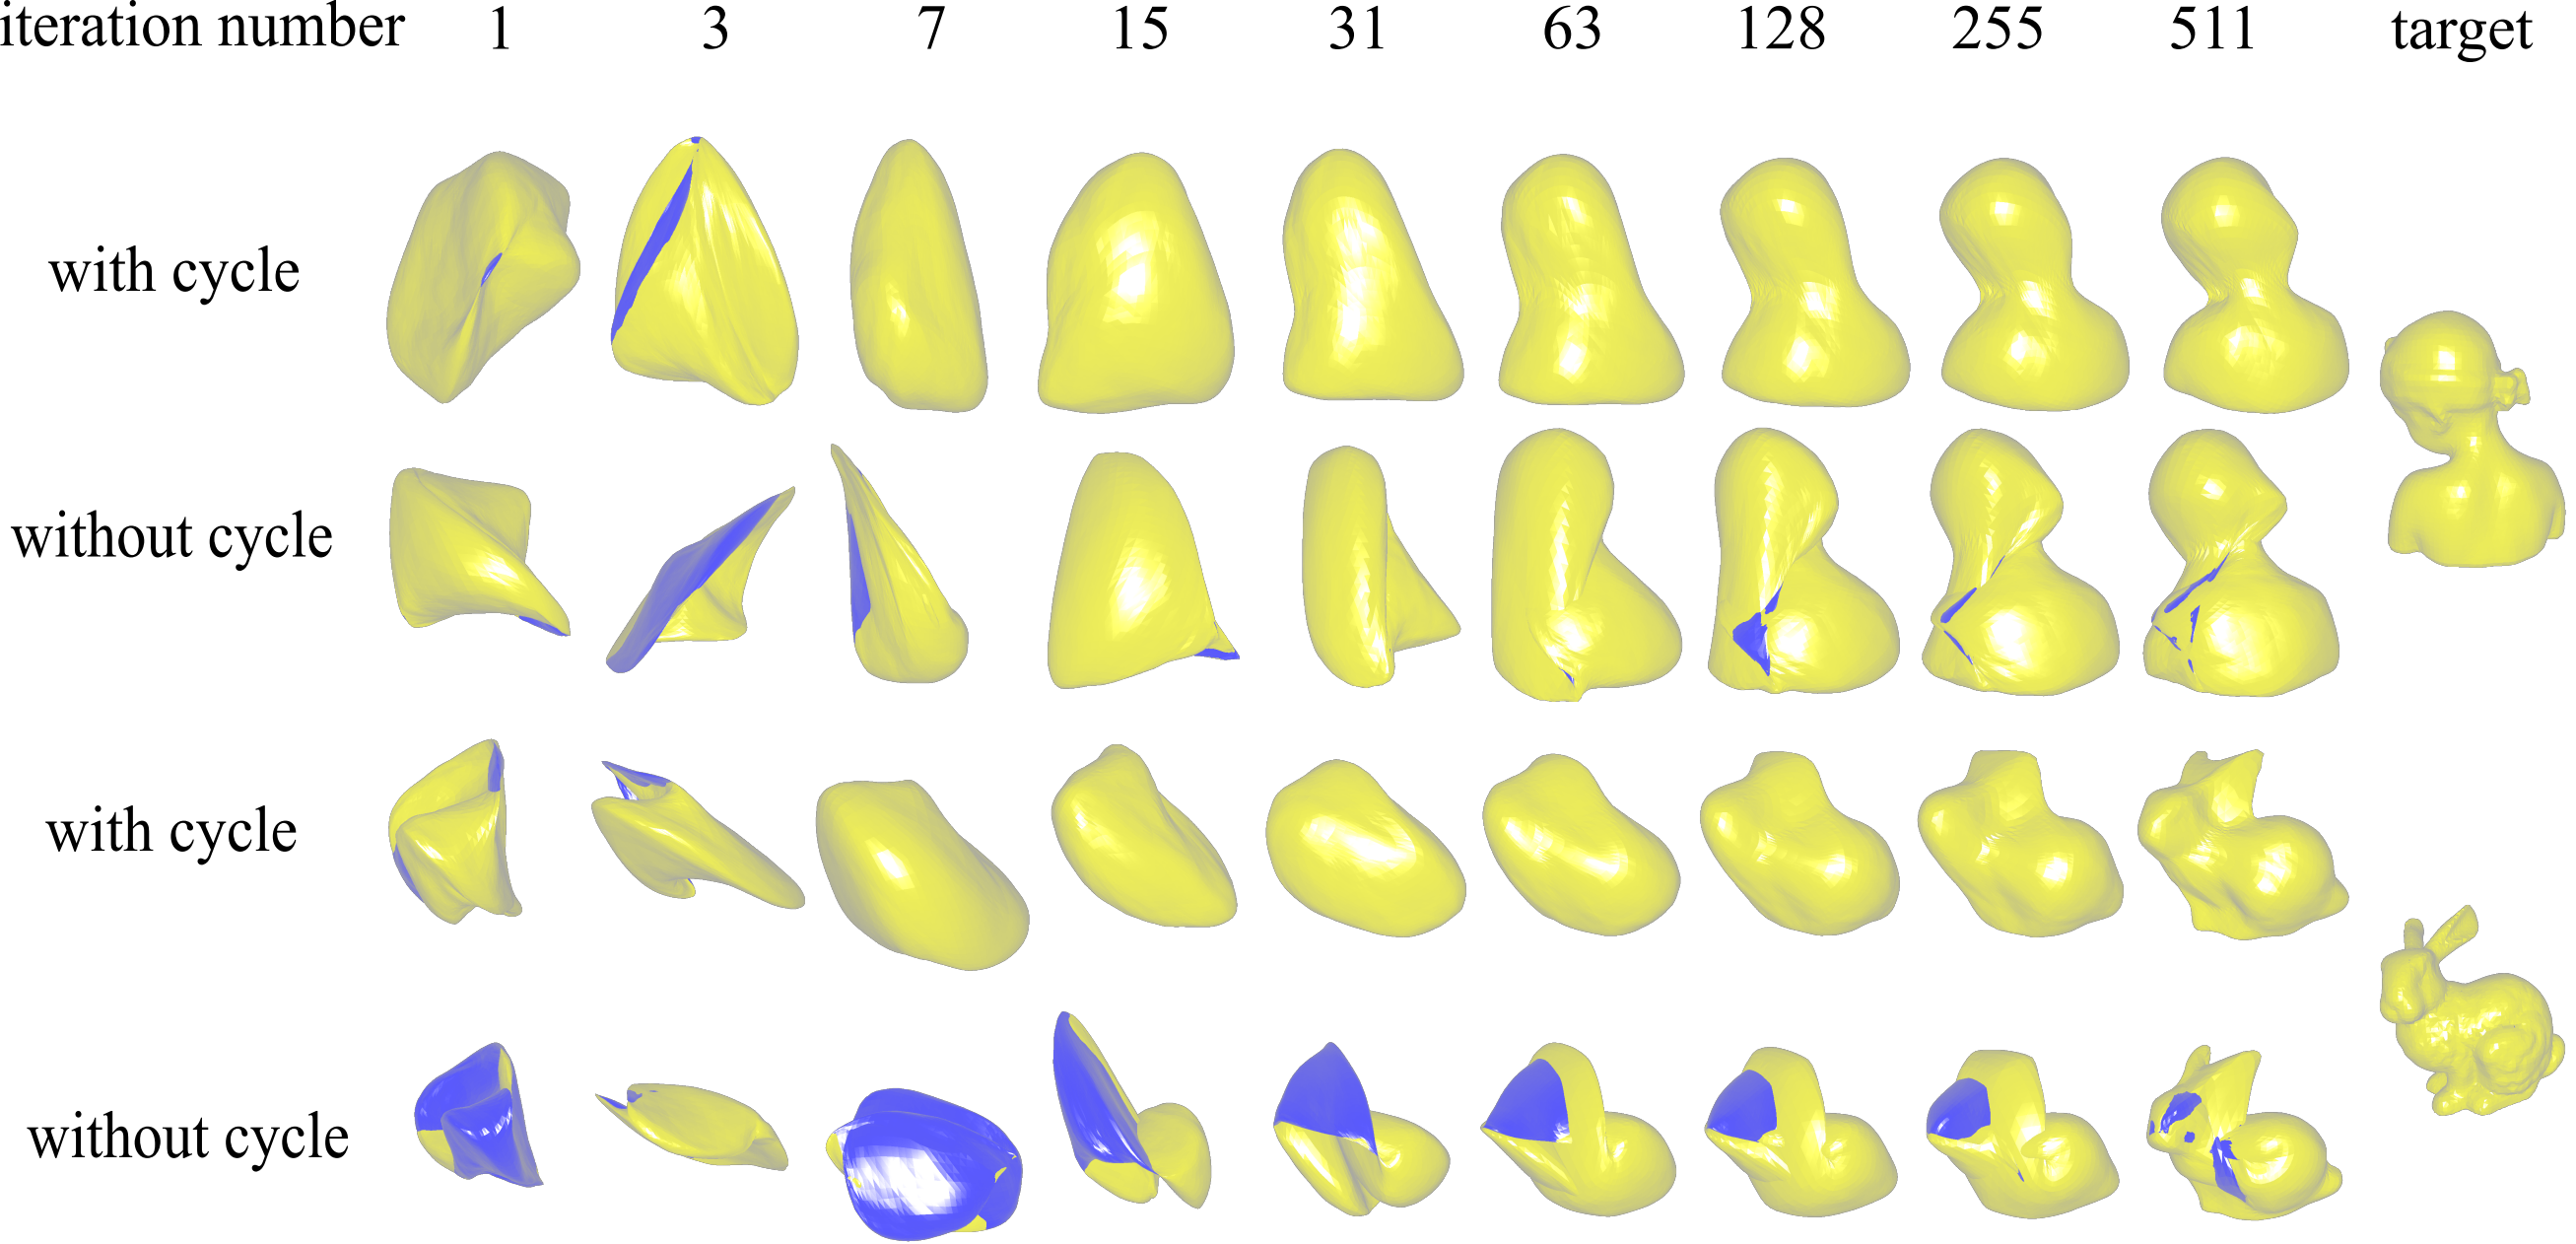 iteration number 1 3 7 15 31 63 128 255 511 target
with cycle
without cycle
with cycle
without cycle